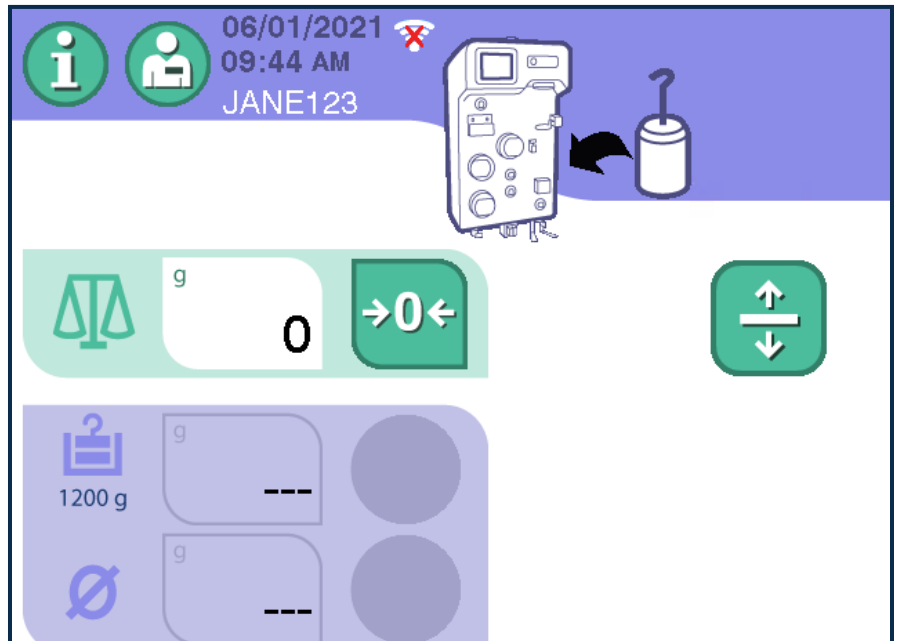 i
06/01/2021
09:44 AM
JANE123
g
0
→0←
g
1200 g
---
g
Ø
---